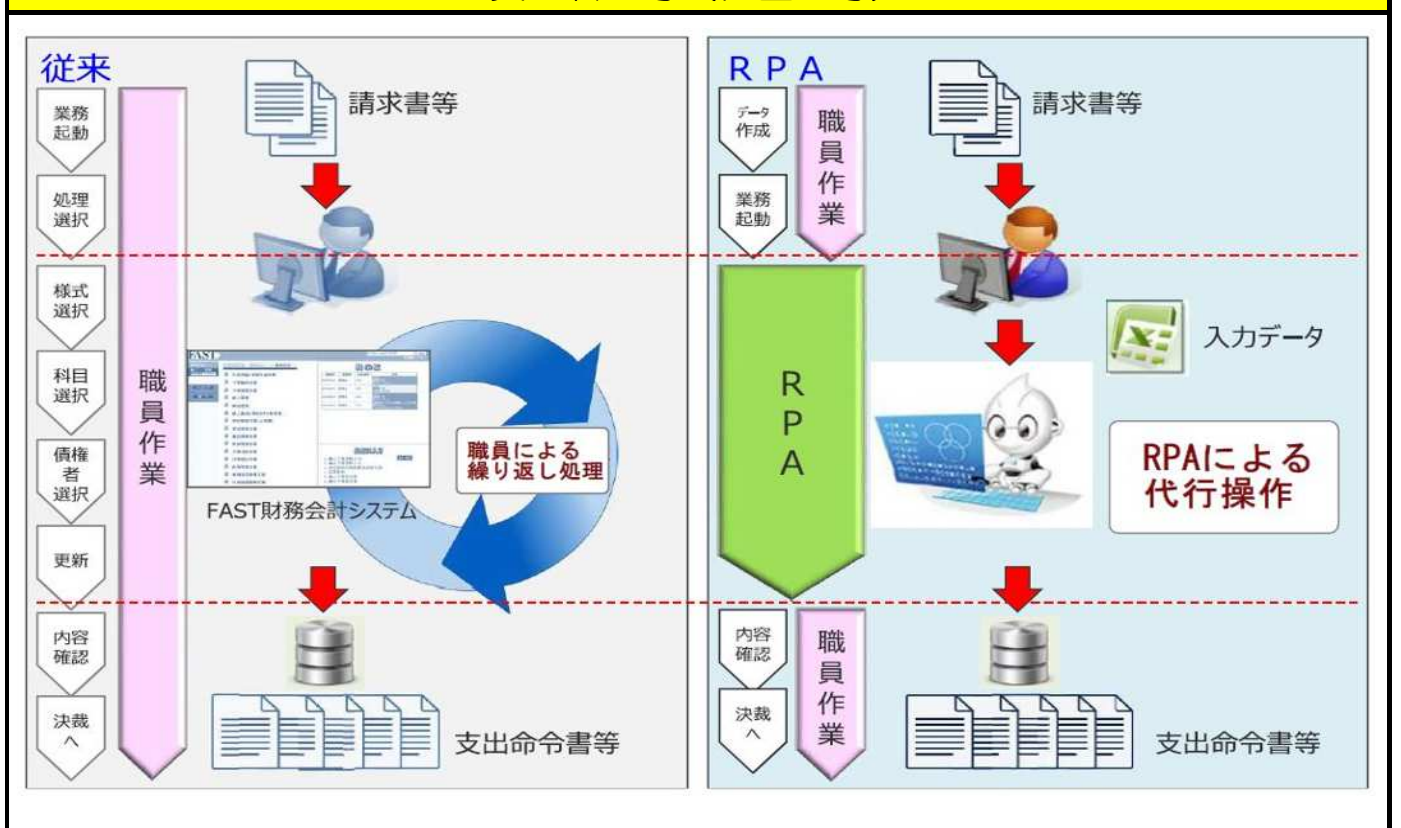 従来
業務
起動
処理
選択
様式
選択
科目
選択
債権
者
選択
更新
内容
確認
決裁
へ
職員作業
請求書等
FAST
職員による
繰り返し処理
FAST財務会計システム
支出命令書等
RPA
データ
作成
業務
起動
職員作業
RPA
内容
確認
決裁
へ
職員作業
請求書等
入力データ
RPAによる
代行操作
支出命令書等